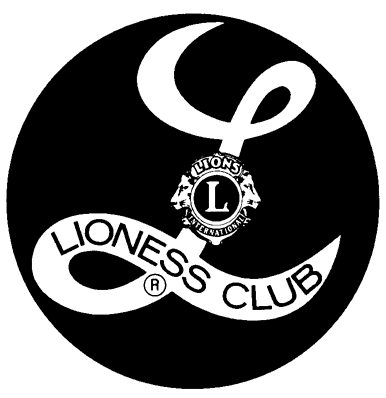 LIONS
L
INTERNATIONAL
LIONESS CLUB
®